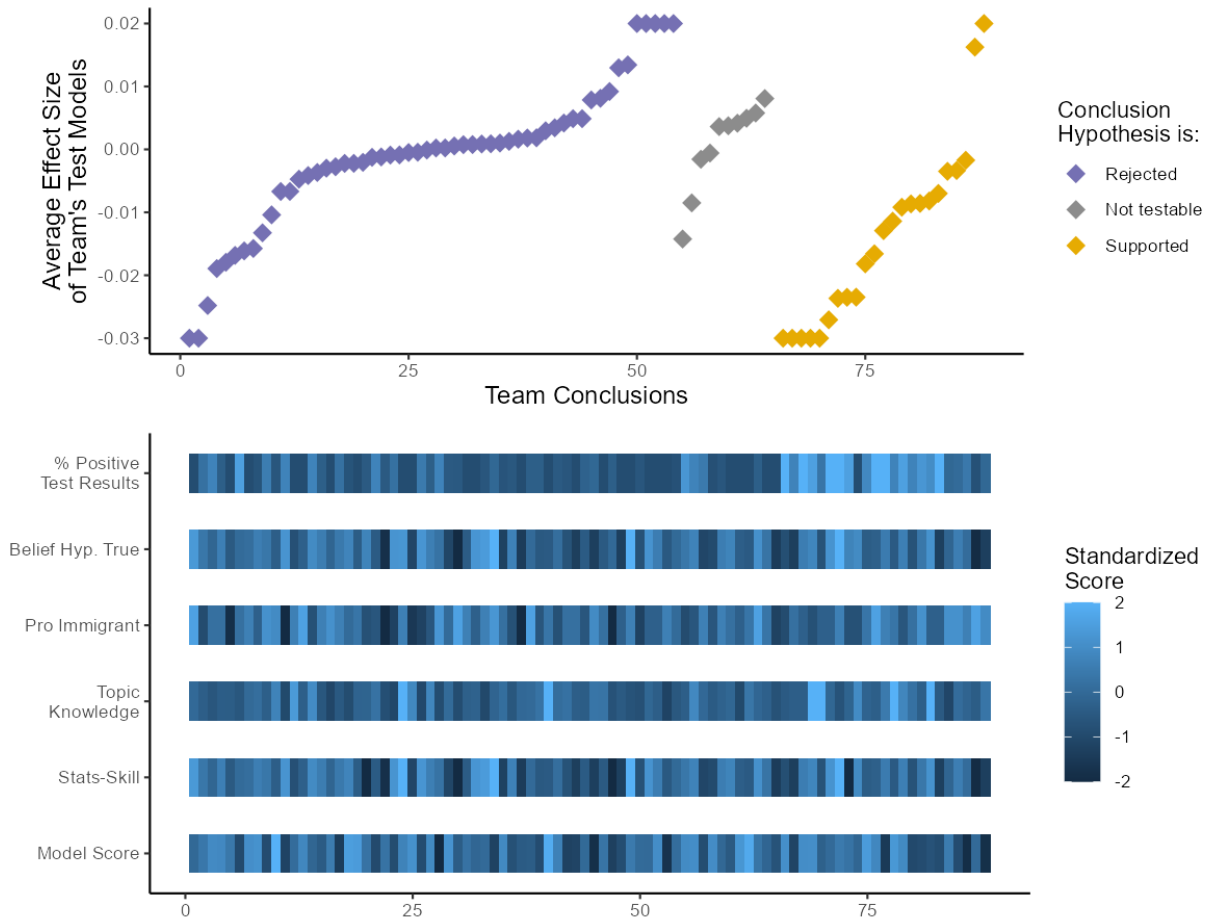 Average Effect Size
of Team's Test Models
0.02
0.01
0.00
-0.01
-0.02
-0.03
0
25
50
75
Team Conclusions
Conclusion
Hypothesis is:
Rejected
Not testable
Supported
% Positive
Test Results
Belief Hyp. True
Pro Immigrant
Topic
Knowledge
Stats-Skill
Model Score
0
25
50
75
Standardized
Score
2
1
0
-1
-2